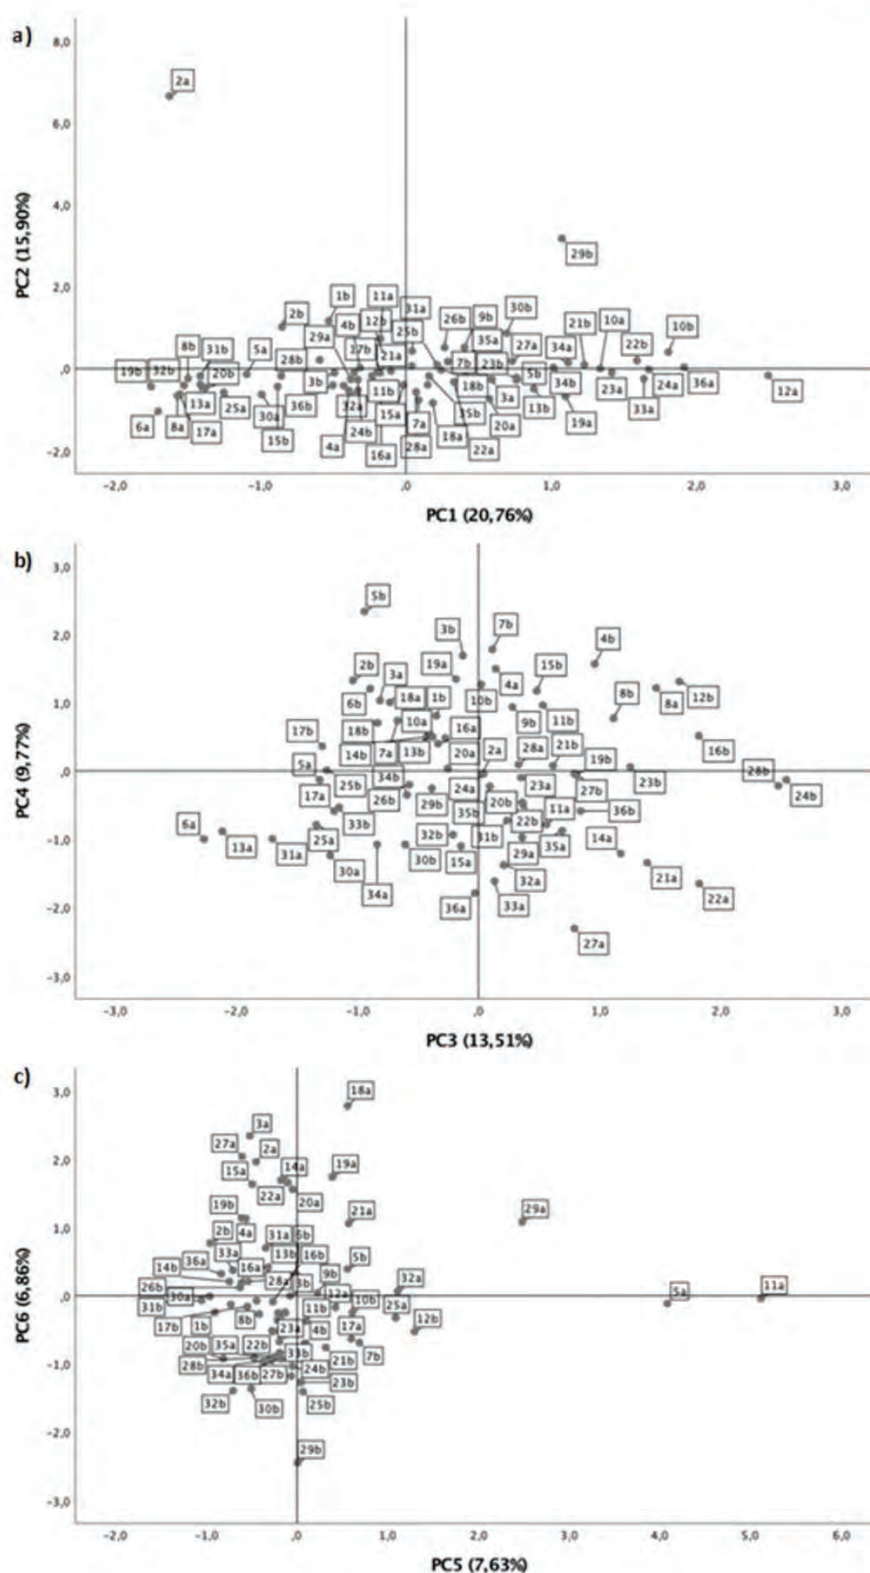 a)
8,0
2a
6,0
4,0
29b
2,0
1b 11a
2b 31a 30b
4b 12b 26b 9b
29a 25b 35a 21b 10a 10b
8b 31b 5a 17b 27a 34a 22b
19b 32b 20b 28b 21a 7b 23b 5b
,0
3b 18b 34b 23a 24a 36a
13a 25a 36b 32a 11b 3a 13b 33a 12a
6a 8a 17a 30a 15a 35b 20a 19a
15b 24b 7a 18a
4a 16a 28a 22a
-2,0
-2,0 -1,0 ,0 1,0 2,0 3,0
PC1 (20,76%)
PC2 (15,90%)
b)
3,0
5b
2,0
3b 7b 4b
2b 3a 19a 4a 15b
6b 18a 1b 10b 8b 8a 12b
1,0
17b 18b 10a 16a 9b 11b
14b 7a 13b 20a 2a 28a 21b 16b
5a 34b 19b 28b
,0
25b 24a 23a 27b 23b 24b
17a 26b 29b 20b 11a 36b
6a 33b 35b 22b
-1,0
13a 31a 25a 32b 31b 35a 14a
30a 30b 15a 29a
34a 32a 21a
36a 33a 22a
-2,0
27a
-3,0
-3,0 -2,0 -1,0 ,0 1,0 2,0 3,0
PC3 (13,51%)
PC4 (9,77%)
c)
3,0
18a
3a
27a 2a
2,0
15a 14a 19a
22a 20a
19b 21a 29a
1,0
2b 4a 31a 6b
33a 13b 16b 5b
36a 16a 9b
14b 28a 3b 32a
26b 30a 12a 5a 11a
,0
31b 11b 10b 25a
17b 1b 8b 23a 4b 17a 12b
20b 35a 22b 33b 7b
28b 21b
-1,0
34a 36b 27b 24b
23b
32b 30b 25b
-2,0
29b
-3,0
-2,0 -1,0 ,0 1,0 2,0 3,0 4,0 5,0 6,0
PC5 (7,63%)
PC6 (6,86%)